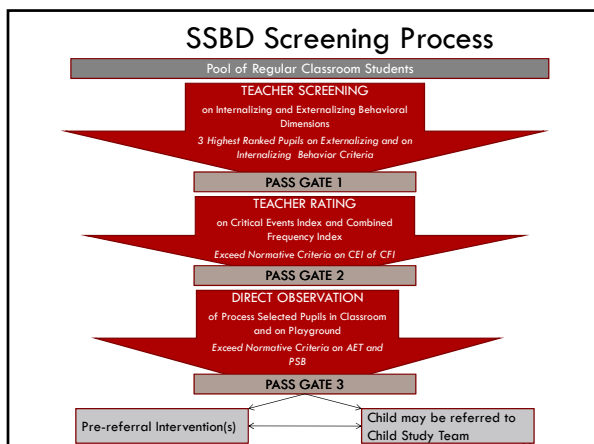 SSBD Screening Process
Pool of Regular Classroom Students
TEACHER SCREENING
on Internalizing and Externalizing Behavioral
Dimensions
3 Highest Ranked Pupils on Externalizing and on
Internalizing Behavior Criteria
PASS GATE 1
TEACHER RATING
on Critical Events Index and Combined
Frequency Index
Exceed Normative Criteria on CEI of CFI
PASS GATE 2
DIRECT OBSERVATION
of Process Selected Pupils in Classroom
and on Playground
Exceed Normative Criteria on AET and
PSB
PASS GATE 3
Pre-referral Intervention(s)
Child may be referred to
Child Study Team